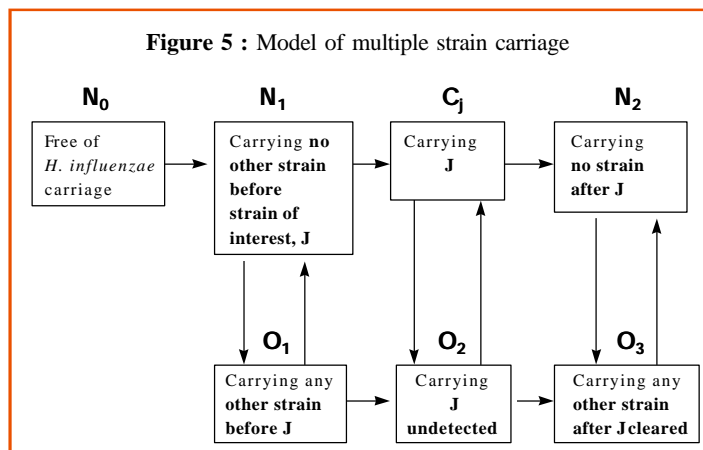 Figure 5 : Model of multiple strain carriage
N0
N1
Cj
N2
Free of
H. influenzae
carriage
Carrying no
other strain
before
strain of
interest, J
Carrying
J
Carrying
no strain
after J
O1
O2
O3
Carrying any
other strain
before J
Carrying
J
undetected
Carrying any
other strain
after Jcleared